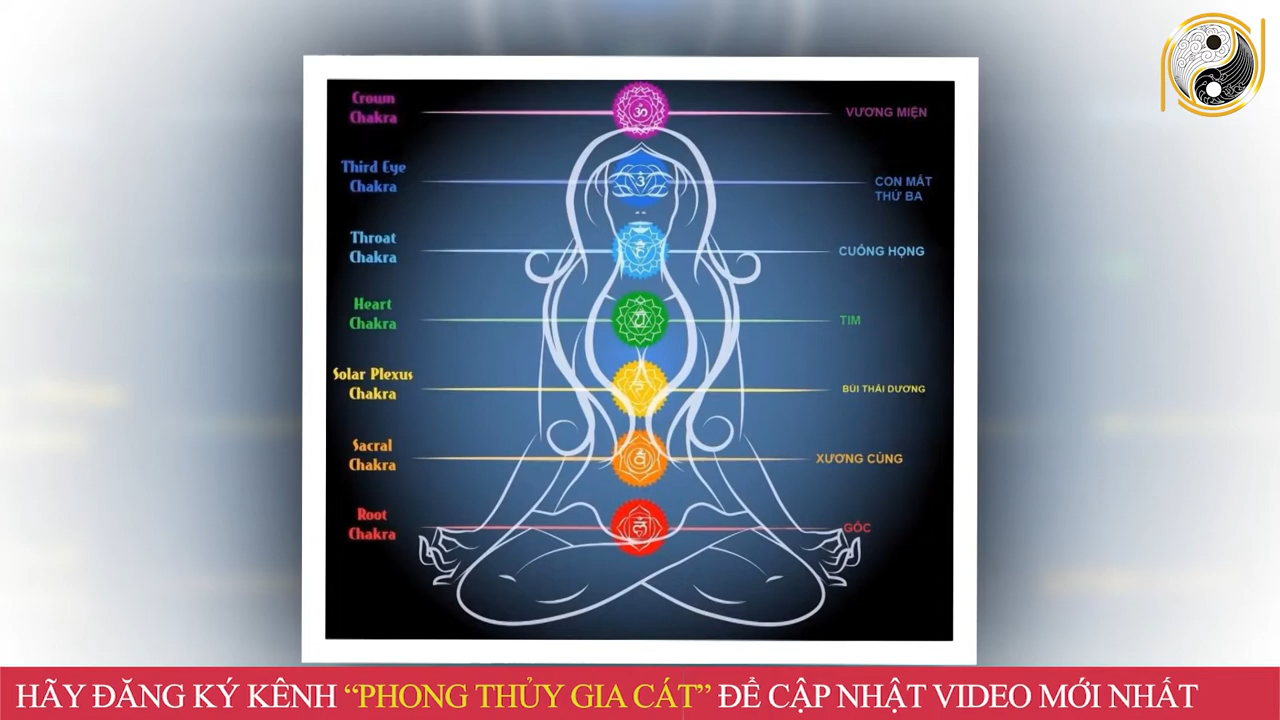 Crown
Chakra
VƯƠNG MIỆN
Third Eye
Chakra
CON MẮT
THỨ BA
Throat
Chakra
CUỐNG HỌNG
Heart
Chakra
TIM
Solar Plexus
Chakra
BÚI THÁI DƯƠNG
Sacral
Chakra
XƯƠNG CÙNG
Root
Chakra
GỐC
HÃY ĐĂNG KÝ KÊNH “PHONG THỦY GIA CÁT” ĐỂ CẬP NHẬT VIDEO MỚI NHẤT